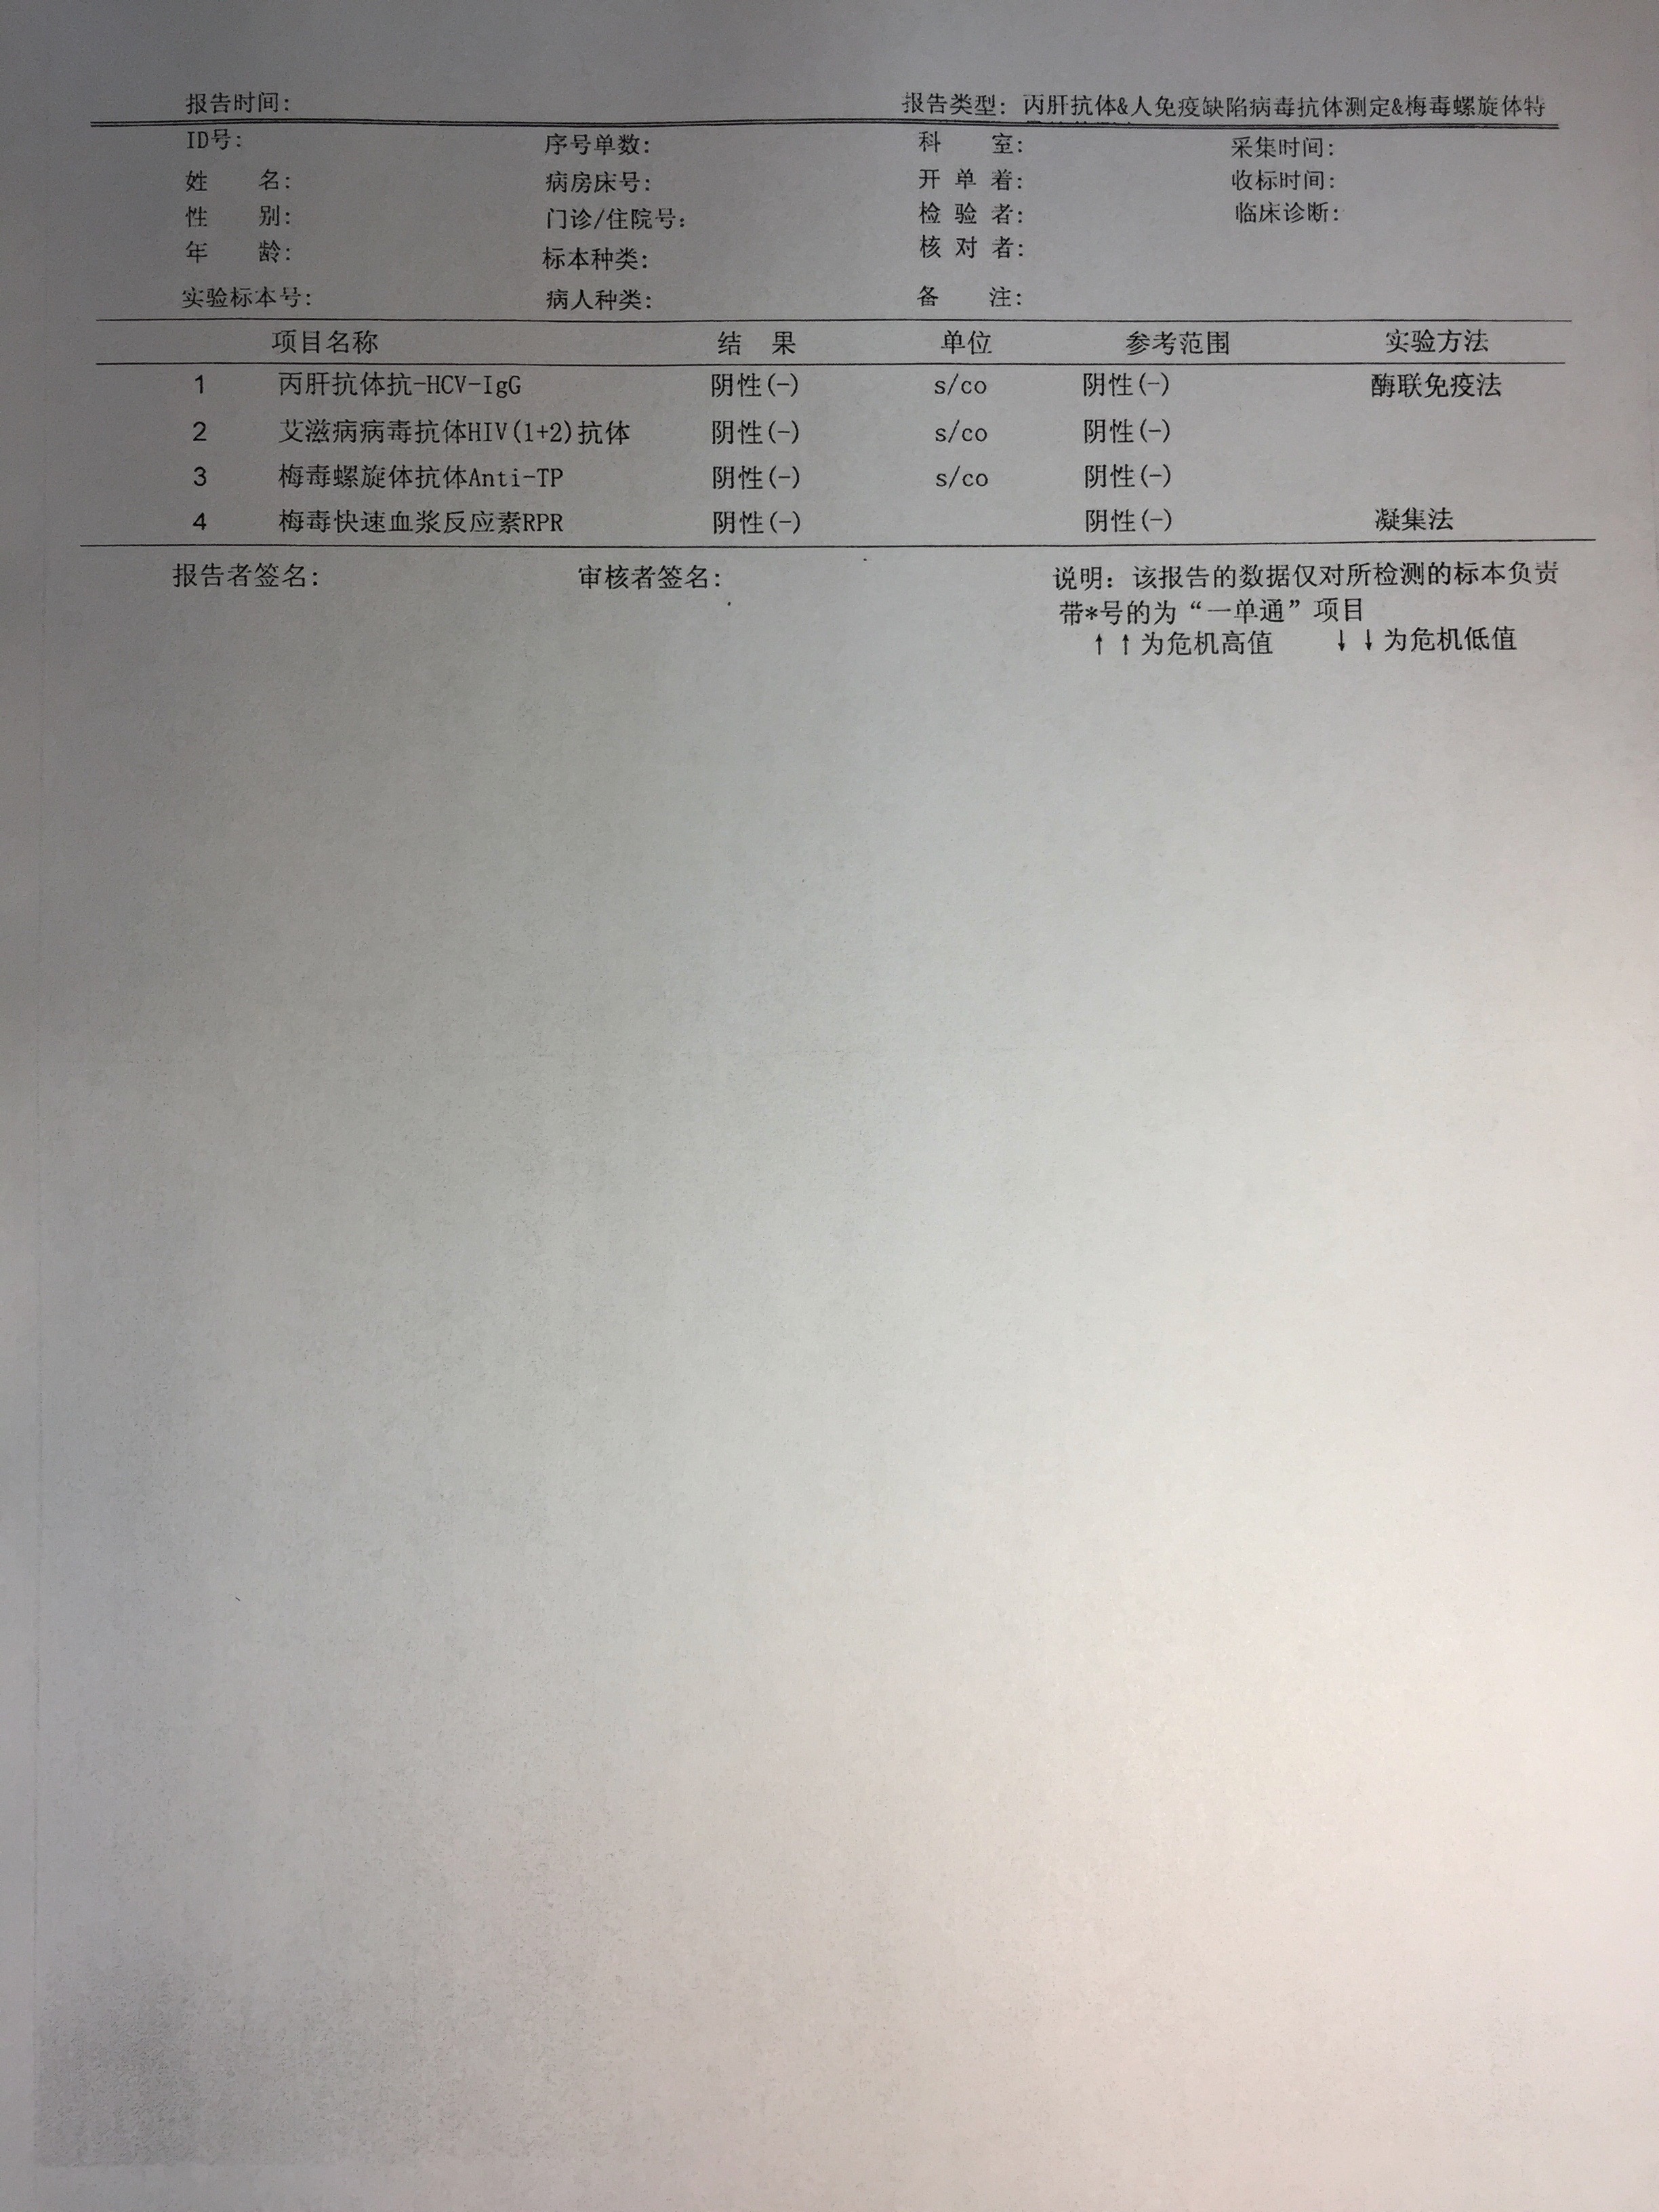 报告时间: 报告类型: 丙肝抗体&人免疫缺陷病毒抗体测定&梅毒螺旋体特
ID号: 序号单数: 科 室: 采集时间:
姓 名: 病房床号: 开 单 着: 收标时间:
性 别: 门诊/住院号: 检 验 者: 临床诊断:
年 龄: 标本种类: 核 对 者:
实验标本号: 病人种类: 备 注:
项目名称 结 果 单位 参考范围 实验方法
1 丙肝抗体抗-HCV-IgG 阴性(-) s/co 阴性(-) 酶联免疫法
2 艾滋病病毒抗体HIV(1+2)抗体 阴性(-) s/co 阴性(-)
3 梅毒螺旋体抗体Anti-TP 阴性(-) s/co 阴性(-)
4 梅毒快速血浆反应素RPR 阴性(-) 阴性(-) 凝集法
报告者签名: 审核者签名: 说明: 该报告的数据仅对所检测的标本负责
带*号的为“一单通”项目
↑↑为危机高值 ↓↓为危机低值